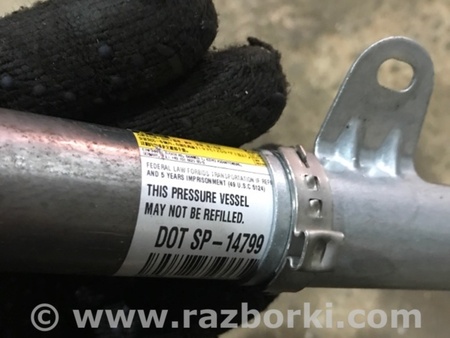 FEDERAL LAW FORBIDS TRANSPORTATION IF REFI
AND 5 YEARS IMPRISONMENT (49 U.S.C 5124)
THIS PRESSURE VESSEL
MAY NOT BE REFILLED.
DOT SP-14799
© www.razborki.com